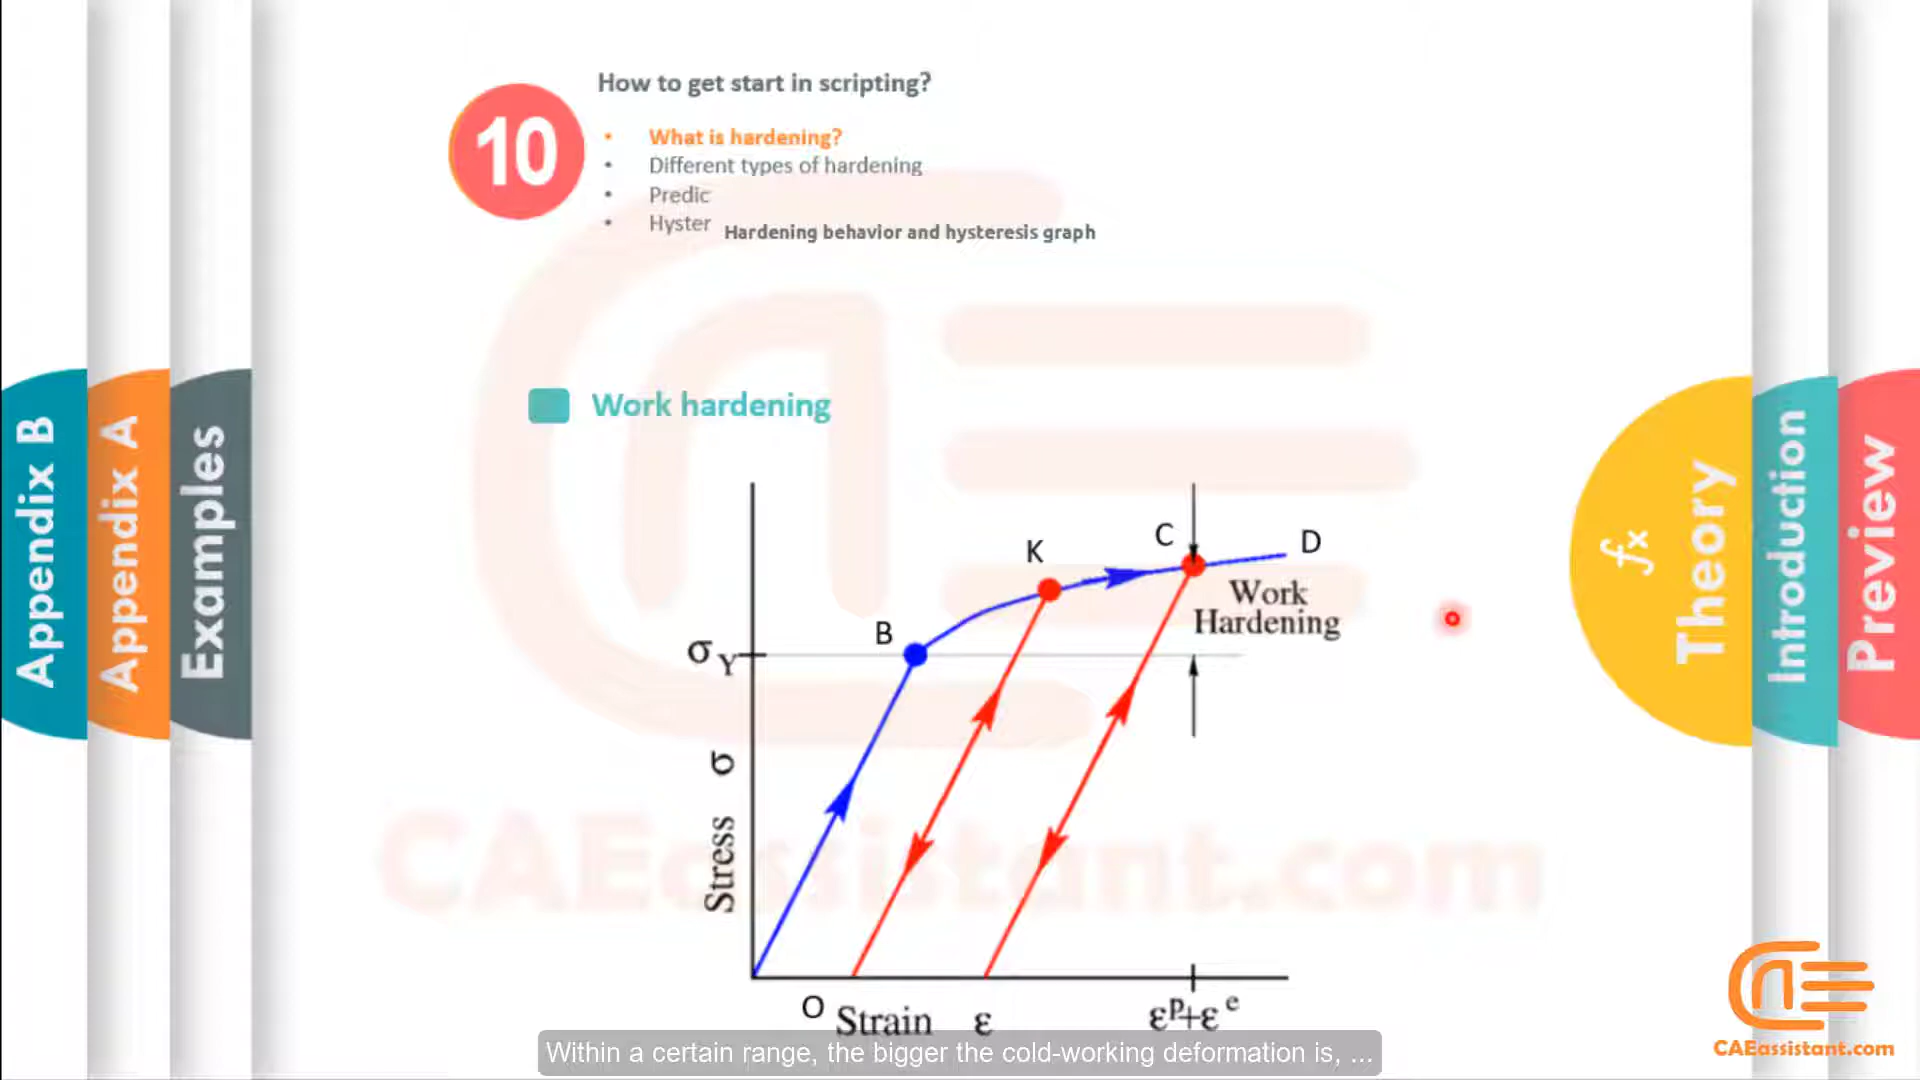 How to get start in scripting?
10
• What is hardening?
• Different types of hardening
• Predic
• Hyster
Hardening behavior and hysteresis graph
Work hardening
K
C
D
B
Work
Hardening
σ Y
Stress σ
O
Strain ε
εᵖ+εᵉ
Within a certain range, the bigger the cold-working deformation is, ...
Appendix B
Appendix A
Examples
fx
Theory
Introduction
Preview
CAEassistant.com
CAEassistant.com